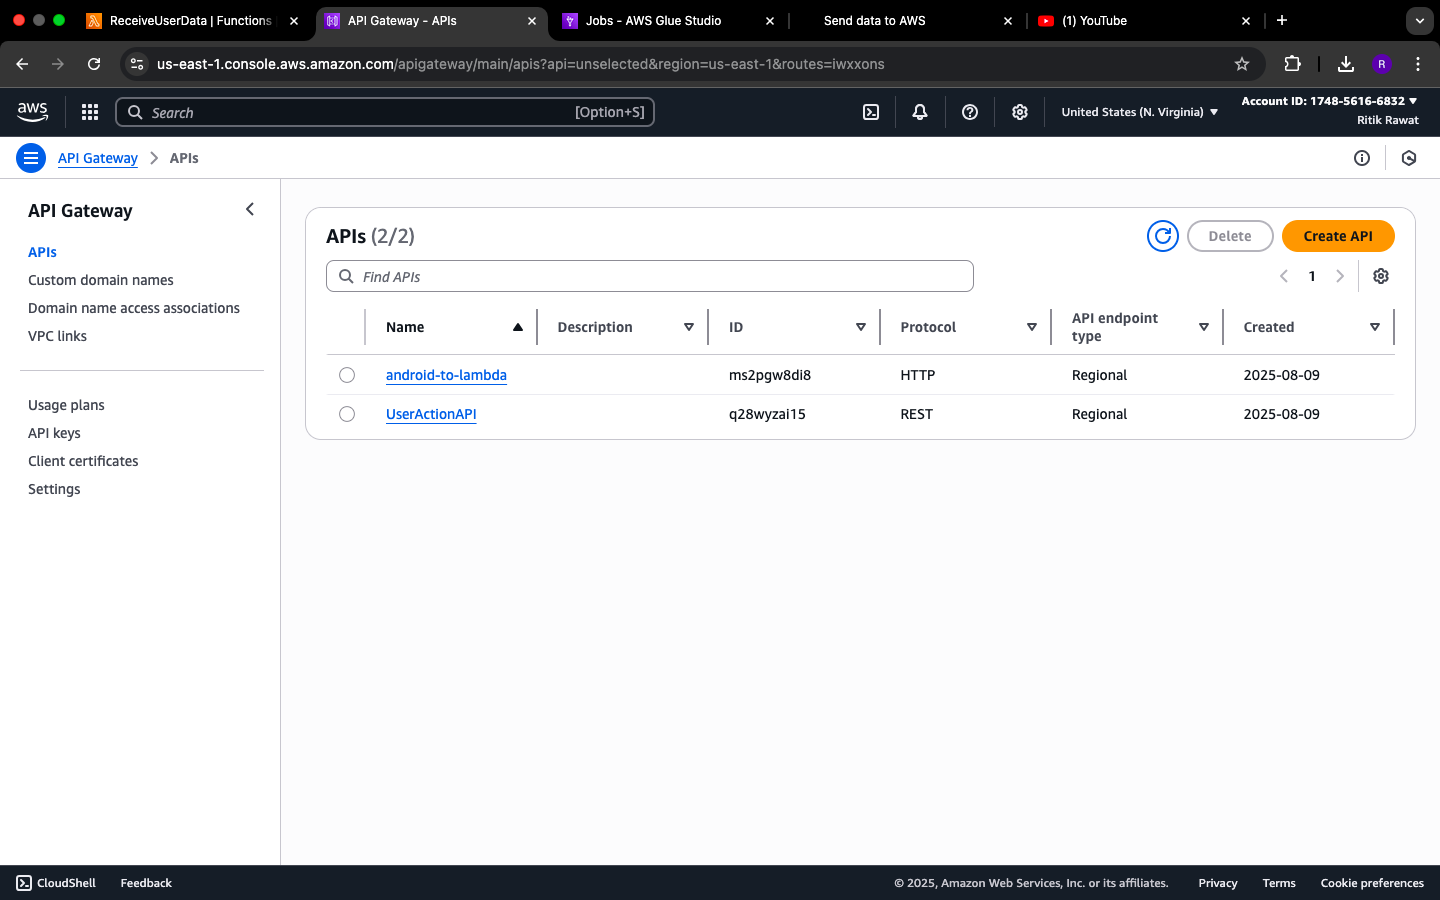 ReceiveUserData | Functions
API Gateway - APIs
Jobs - AWS Glue Studio
Send data to AWS
(1) YouTube
us-east-1.console.aws.amazon.com/apigateway/main/apis?api=unselected&region=us-east-1&routes=iwxxons
R
aws
Search
[Option+S]
United States (N. Virginia)
Account ID: 1748-5616-6832
Ritik Rawat
API Gateway
APIs
API Gateway
APIs
Custom domain names
Domain name access associations
VPC links
Usage plans
API keys
Client certificates
Settings
APIs (2/2)
Delete
Create API
Find APIs
1
Name
Description
ID
Protocol
API endpoint
type
Created
android-to-lambda ms2pgw8di8 HTTP Regional 2025-08-09
UserActionAPI q28wyzai15 REST Regional 2025-08-09
CloudShell
Feedback
© 2025, Amazon Web Services, Inc. or its affiliates.
Privacy
Terms
Cookie preferences